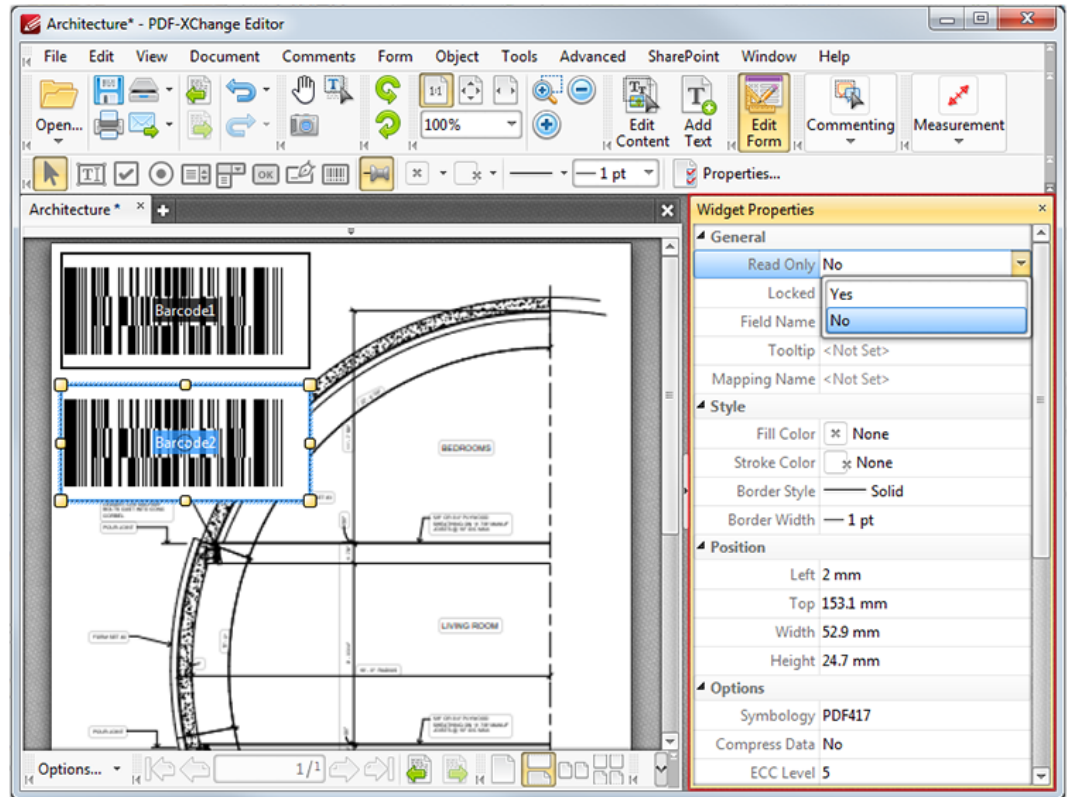 Architecture* - PDF-XChange Editor
File Edit View Document Comments Form Object Tools Advanced SharePoint Window Help
Open...
100%
Edit Content
Add Text
Edit Form
Commenting
Measurement
1 pt
Properties...
Architecture *
Widget Properties
General
Read Only No
Yes
No
Locked
Field Name
Tooltip <Not Set>
Mapping Name <Not Set>
Style
Fill Color None
Stroke Color None
Border Style Solid
Border Width 1 pt
Position
Left 2 mm
Top 153.1 mm
Width 52.9 mm
Height 24.7 mm
Options
Symbology PDF417
Compress Data No
ECC Level 5
Barcode1
Barcode2
BEDROOMS
LIVING ROOM
Options...
1/1